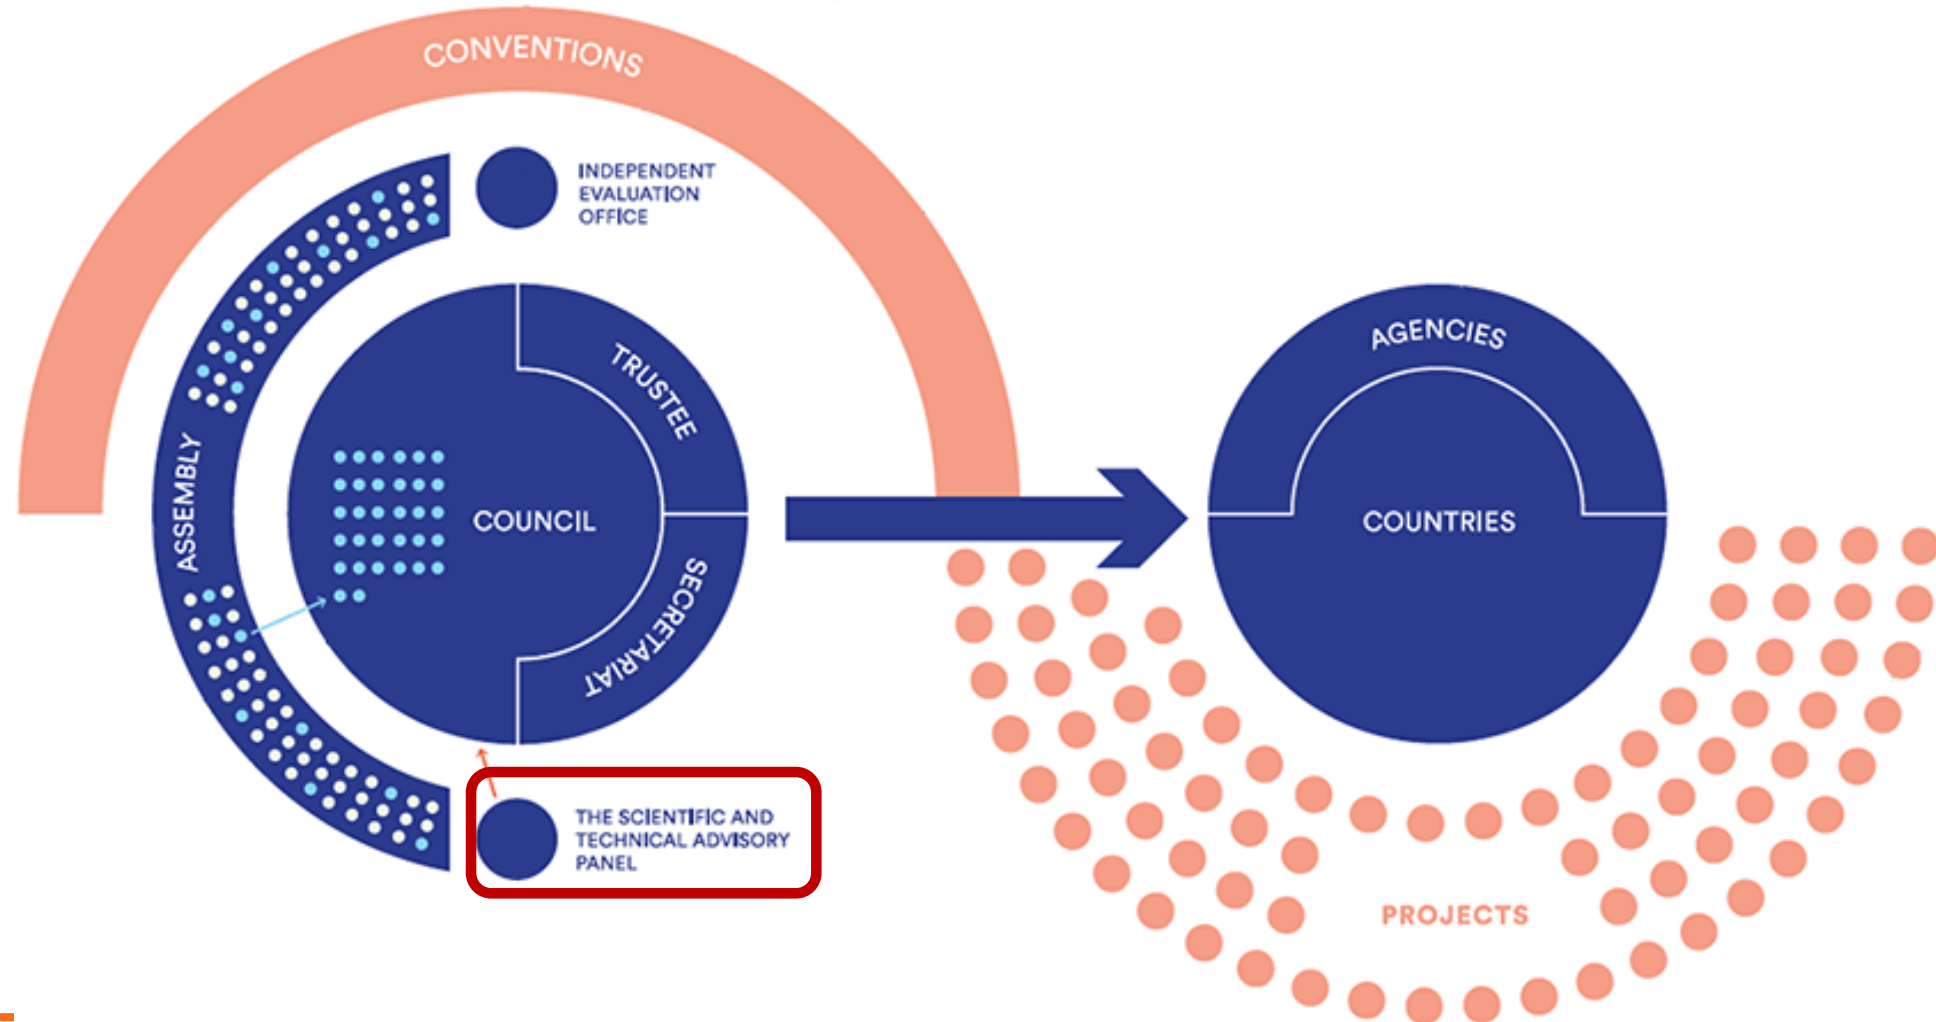 CONVENTIONS
INDEPENDENT
EVALUATION
OFFICE
TRUSTEE
ASSEMBLY
COUNCIL
SECRETARIAT
THE SCIENTIFIC AND
TECHNICAL ADVISORY
PANEL
AGENCIES
COUNTRIES
PROJECTS